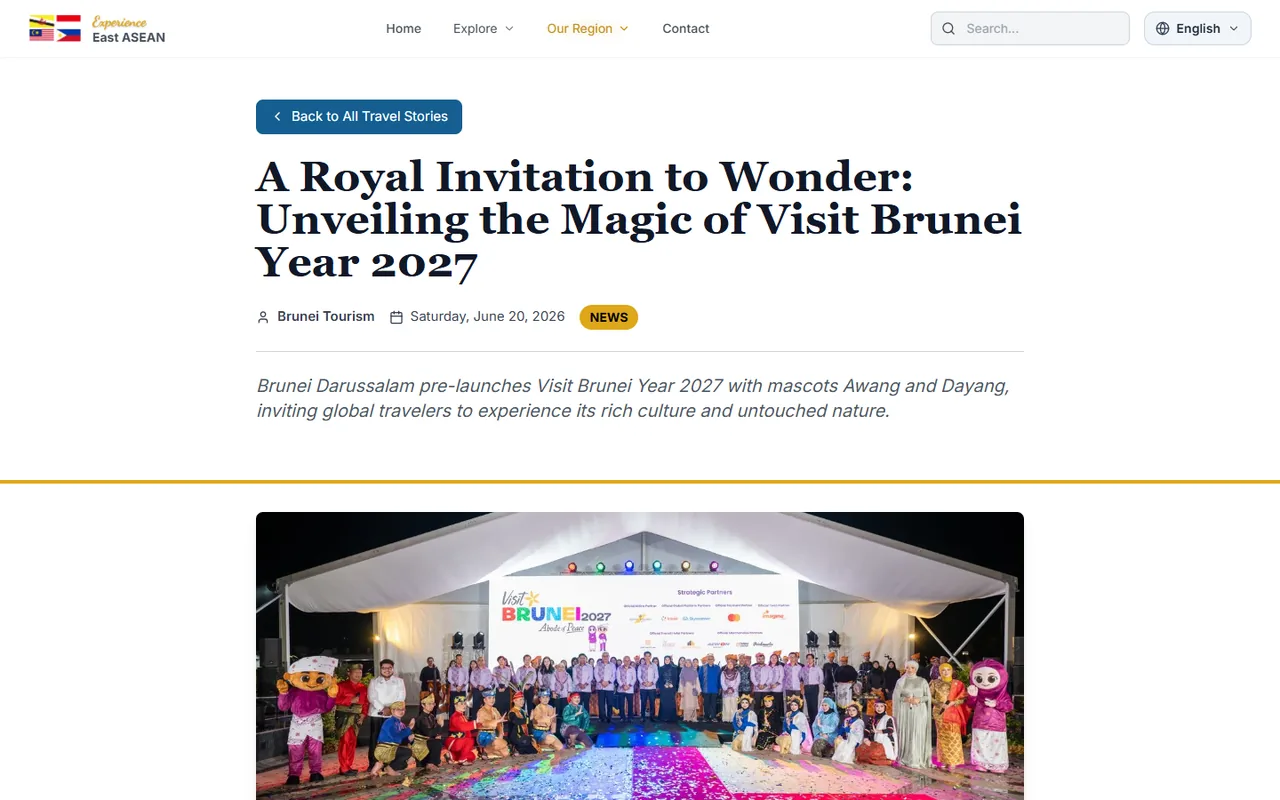 Experience
East ASEAN
Home
Explore
Our Region
Contact
Search...
English
Back to All Travel Stories
A Royal Invitation to Wonder:
Unveiling the Magic of Visit Brunei
Year 2027
Brunei Tourism
Saturday, June 20, 2026
NEWS
Brunei Darussalam pre-launches Visit Brunei Year 2027 with mascots Awang and Dayang,
inviting global travelers to experience its rich culture and untouched nature.
Visit
BRUNEI2027
Abode of Peace
Strategic Partners